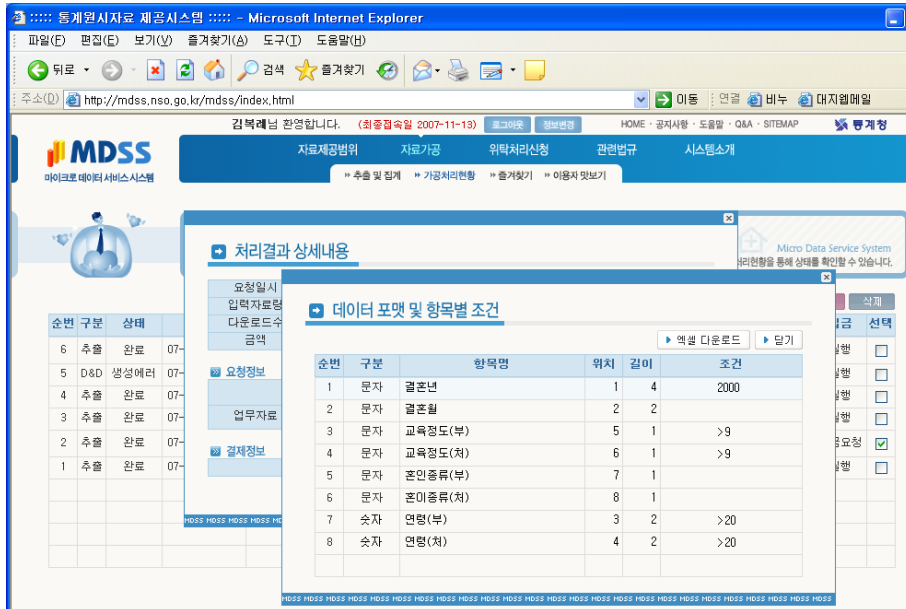 ::::: 통계원시자료 제공시스템 ::::: - Microsoft Internet Explorer
파일(F) 편집(E) 보기(V) 즐겨찾기(A) 도구(T) 도움말(H)
뒤로 검색 즐겨찾기
주소(D) http://mdss.nso.go.kr/mdss/index.html 이동 연결 비누 대지웹메일
김복래님 환영합니다. (최종접속일 2007-11-13) 로그아웃 정보변경 HOME · 공지사항 · 도움말 · Q&A · SITEMAP 통계청
MDSS
마이크로 데이터 서비스 시스템
자료제공범위 자료가공 위탁처리신청 관련법규 시스템소개
추출 및 집계 가공처리현황 즐겨찾기 이용자 맛보기
Micro Data Service System
처리현황을 통해 상태를 확인할 수 있습니다.
처리결과 상세내용
요청일시
입력자료량
다운로드수
금액
요청정보
업무자료
결제정보
삭제
순번 구분 상태 금 선택
6 추출 완료 07- 실행
5 D&D 생성에러 07- 실행
4 추출 완료 07- 실행
3 추출 완료 07- 실행
2 추출 완료 07- 금요청
1 추출 완료 07- 실행
MDSS MDSS MDSS MDSS MDSS
데이터 포맷 및 항목별 조건
엑셀 다운로드 닫기
순번 구분 항목명 위치 길이 조건
1 문자 결혼년 1 4 2000
2 문자 결혼월 2 2
3 문자 교육정도(부) 5 1 >9
4 문자 교육정도(처) 6 1 >9
5 문자 혼인종류(부) 7 1
6 문자 혼미종류(처) 8 1
7 숫자 연령(부) 3 2 >20
8 숫자 연령(처) 4 2 >20
MDSS MDSS MDSS MDSS MDSS MDSS MDSS MDSS MDSS MDSS MDSS MDSS MDSS MDSS MDSS MDSS MDSS MDSS MDSS MDSS MDSS MDSS MDSS MDSS